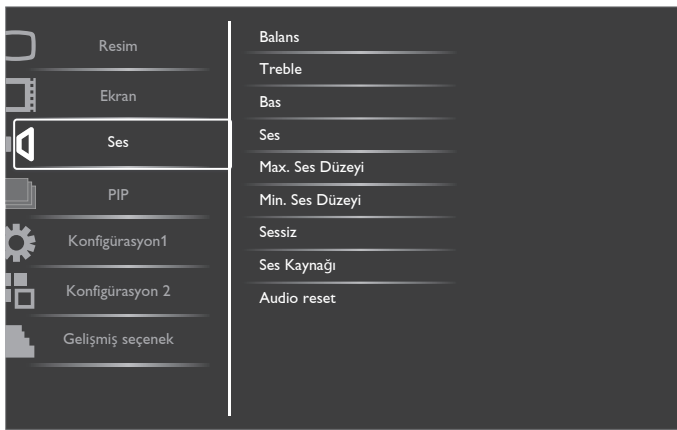 Resim
Ekran
Ses
PIP
Konfigürasyon1
Konfigürasyon 2
Gelişmiş seçenek
Balans
Treble
Bas
Ses
Max. Ses Düzeyi
Min. Ses Düzeyi
Sessiz
Ses Kaynağı
Audio reset